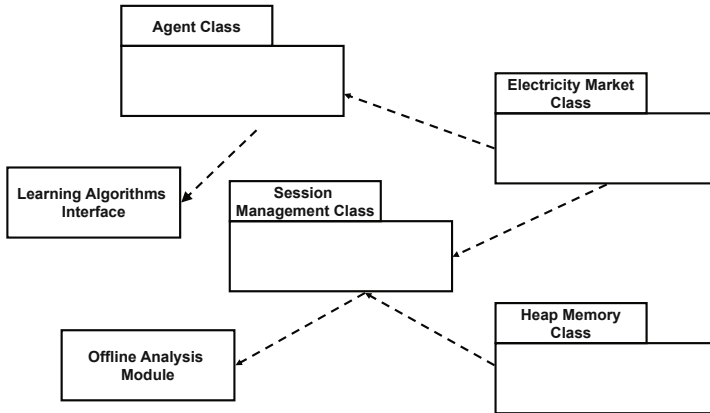 Agent Class
Electricity Market
Class
Learning Algorithms
Interface
Session
Management Class
Heap Memory
Class
Offline Analysis
Module